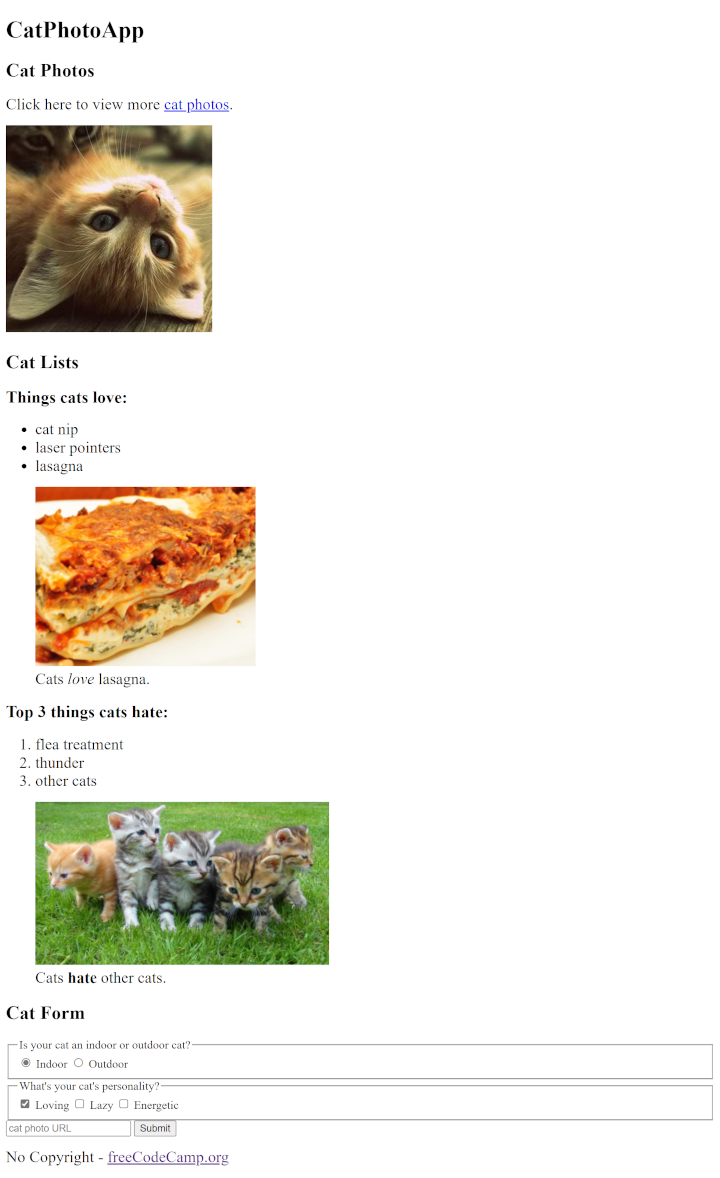 CatPhotoApp
Cat Photos
Click here to view more cat photos.
Cat Lists
Things cats love:
• cat nip
• laser pointers
• lasagna
Cats love lasagna.
Top 3 things cats hate:
1. flea treatment
2. thunder
3. other cats
Cats hate other cats.
Cat Form
Is your cat an indoor or outdoor cat?
Indoor Outdoor
What's your cat's personality?
Loving Lazy Energetic
cat photo URL Submit
No Copyright - freeCodeCamp.org